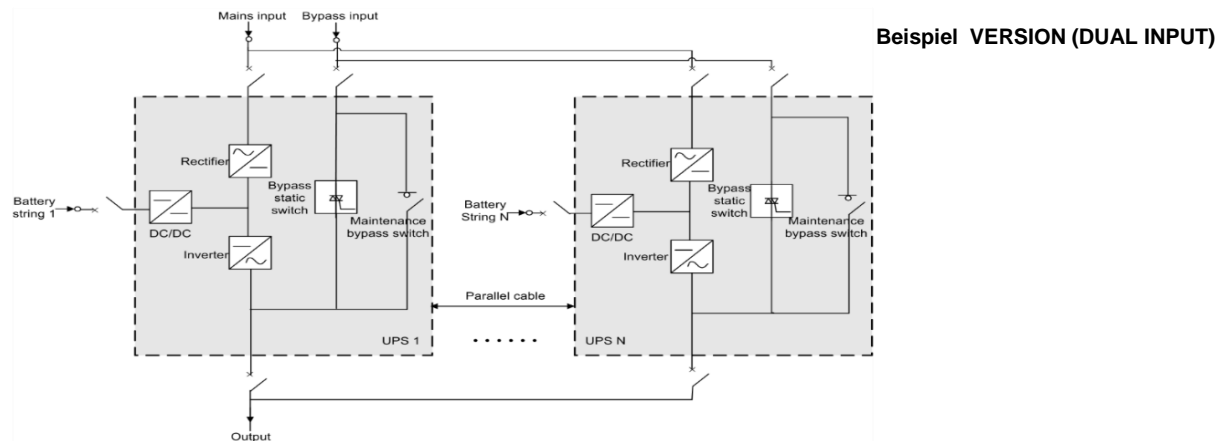 Mains input
Bypass input
Beispiel VERSION (DUAL INPUT)
Rectifier
Battery
string 1
DC/DC
Bypass
static
switch
Maintenance
bypass switch
Inverter
UPS 1
Parallel cable
......
Rectifier
Battery
String N
DC/DC
Bypass
static
switch
Maintenance
bypass switch
Inverter
UPS N
Output